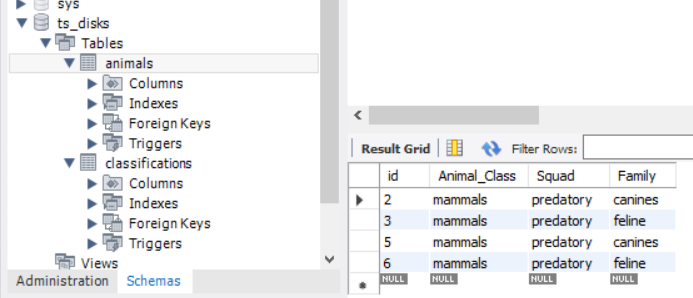 sys
ts_disks
Tables
animals
Columns
Indexes
Foreign Keys
Triggers
classifications
Columns
Indexes
Foreign Keys
Triggers
Views
Administration Schemas
Result Grid Filter Rows:
id Animal_Class Squad Family
2 mammals predatory canines
3 mammals predatory feline
5 mammals predatory canines
6 mammals predatory feline
NULL NULL NULL NULL